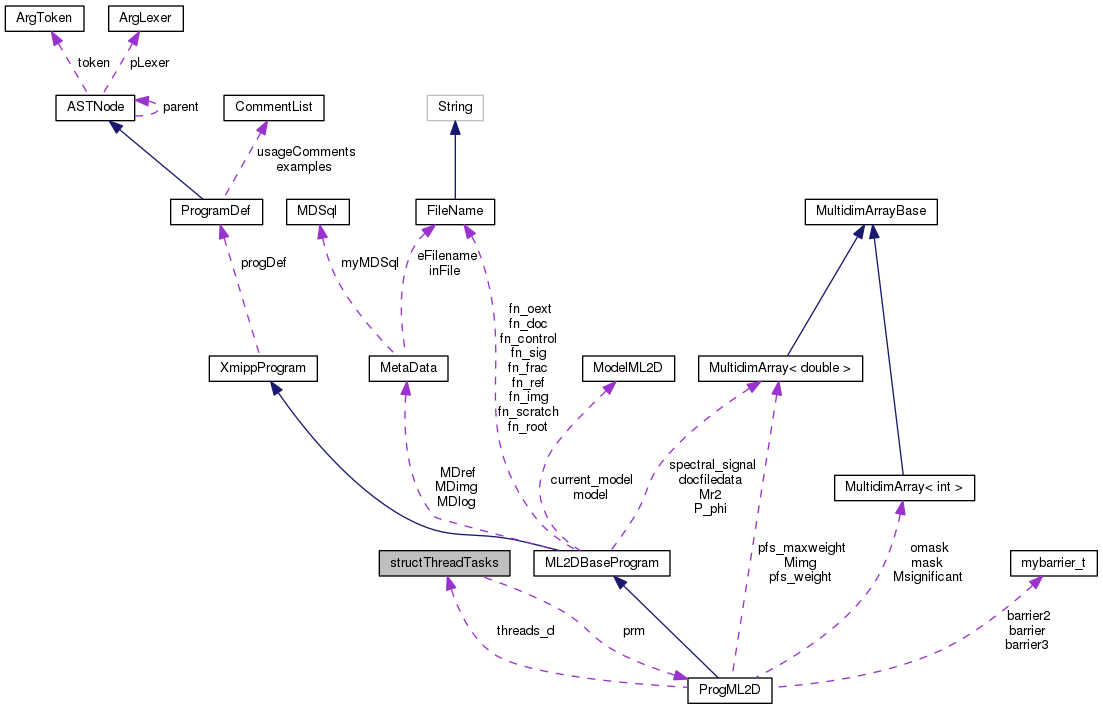 ArgToken
ArgLexer
token
pLexer
ASTNode
parent
CommentList
String
usageComments
examples
ProgramDef
MDSql
FileName
MultidimArrayBase
progDef
myMDSql
eFilename
inFile
fn_oext
fn_doc
fn_control
fn_sig
fn_frac
fn_ref
fn_img
fn_scratch
fn_root
XmippProgram
MetaData
ModelML2D
MultidimArray< double >
MDref
MDimg
MDlog
current_model
model
spectral_signal
docfiledata
Mr2
P_phi
MultidimArray< int >
structThreadTasks
ML2DBaseProgram
pfs_maxweight
Mimg
pfs_weight
omask
mask
Msignificant
mybarrier_t
threads_d
prm
barrier2
barrier
barrier3
ProgML2D